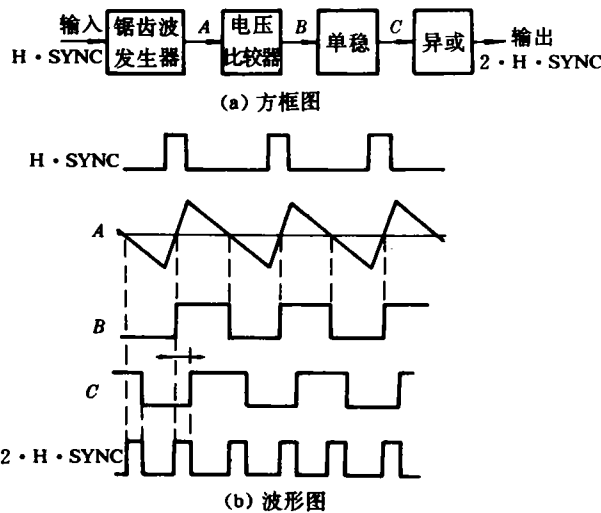 输入
H·SYNC
锯齿波
发生器
A
电压
比较器
B
单稳
C
异或
输出
2·H·SYNC
(a) 方框图
H·SYNC
A
B
C
2·H·SYNC
(b) 波形图